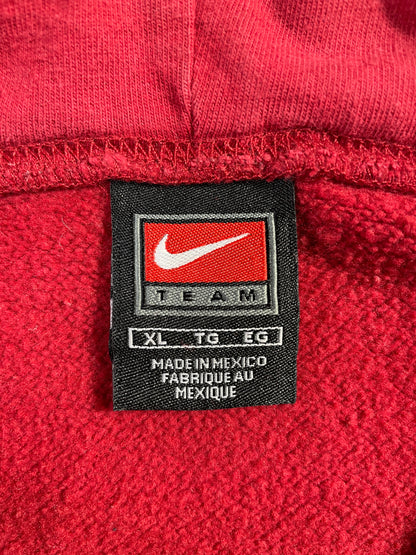 TEAM
XL TG EG
MADE IN MEXICO
FABRIQUE AU
MEXIQUE